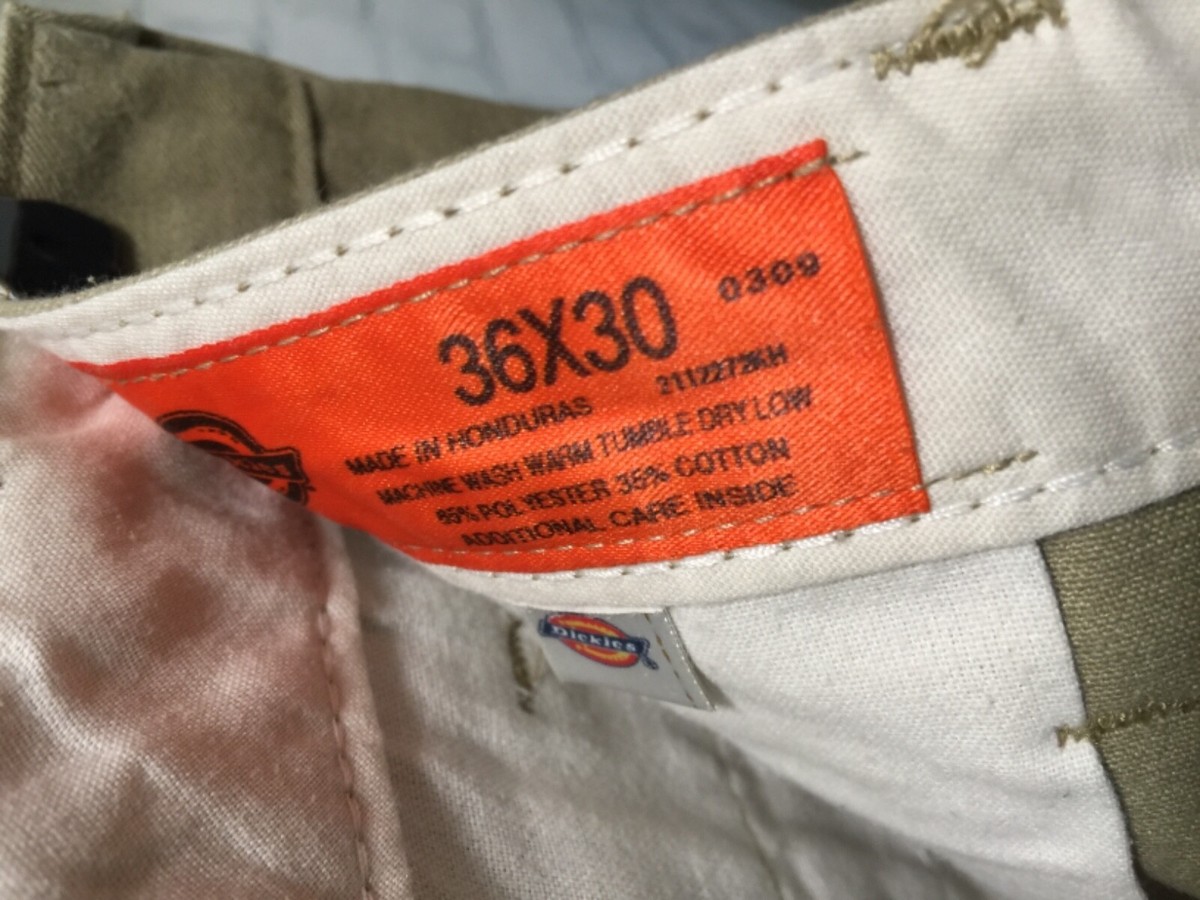 0309
36X30
2112272KH
MADE IN HONDURAS
MACHINE WASH WARM TUMBLE DRY LOW
65% POLYESTER 35% COTTON
ADDITIONAL CARE INSIDE
Dickies